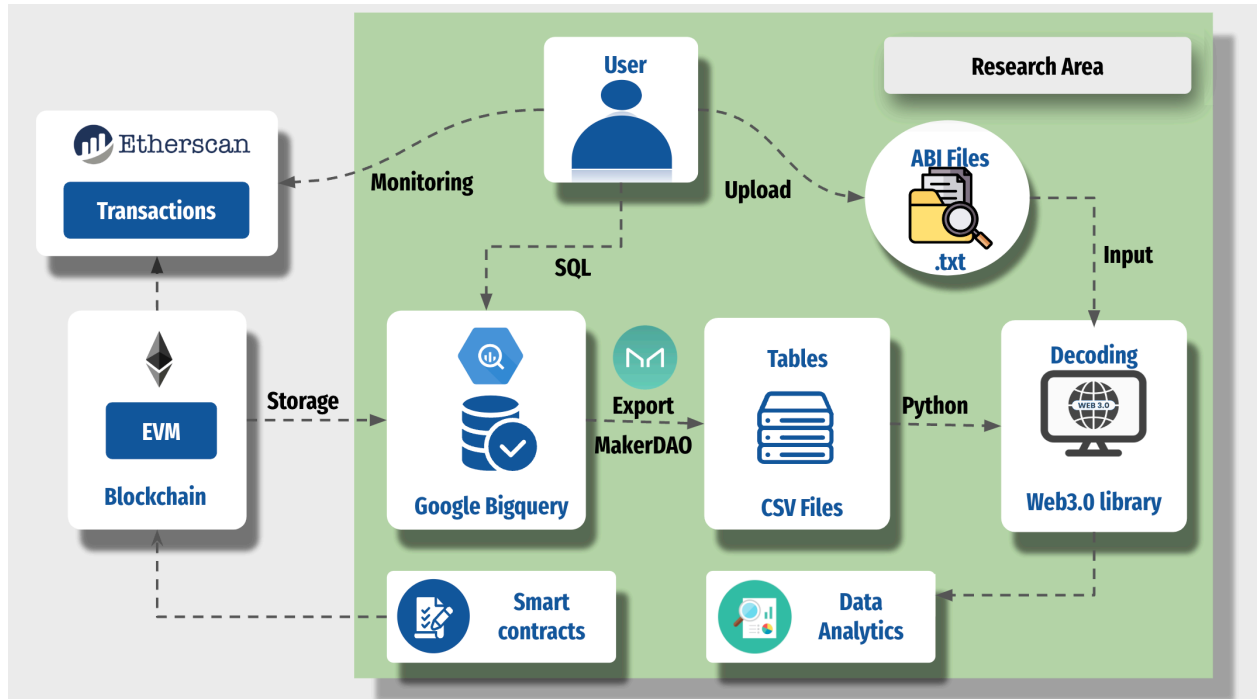 User
Research Area
Etherscan
Transactions
Monitoring
Upload
ABI Files
.txt
SQL
Input
EVM
Blockchain
Storage
Google Bigquery
Export
MakerDAO
Tables
CSV Files
Python
Decoding
WEB 3.0
Web3.0 library
Smart
contracts
Data
Analytics